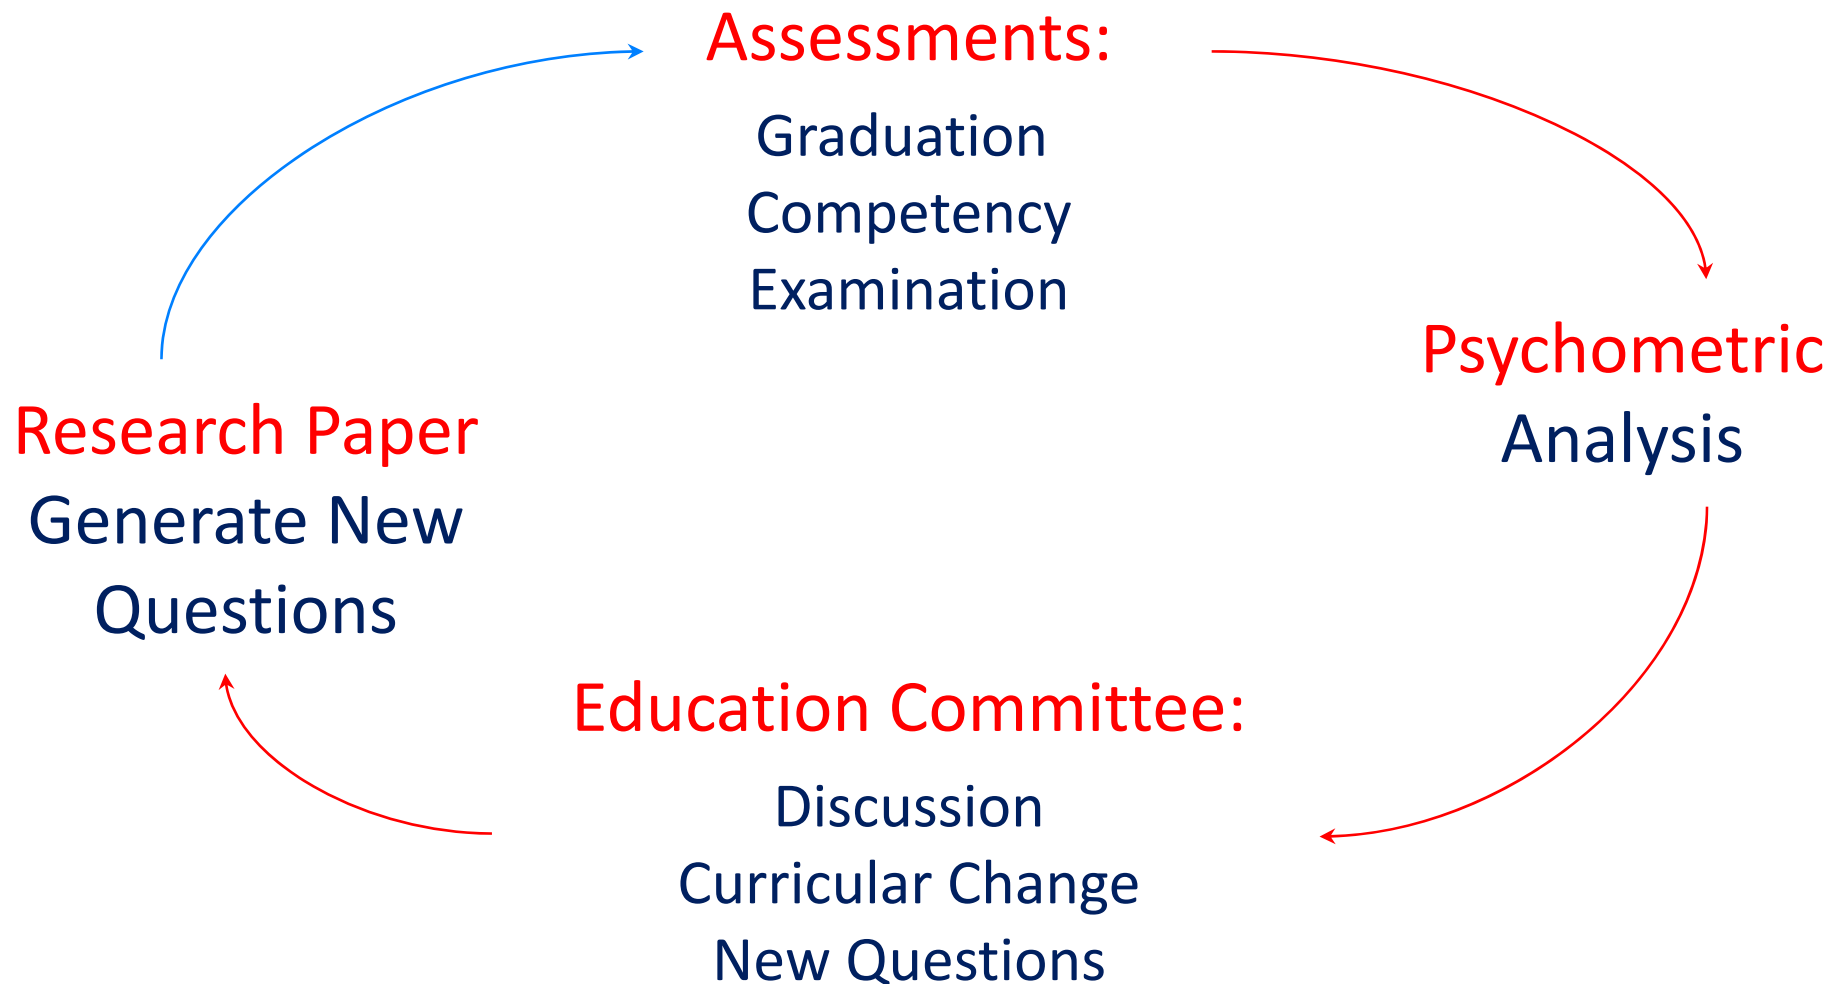 Assessments:
Graduation
Competency
Examination
Psychometric
Analysis
Education Committee:
Discussion
Curricular Change
New Questions
Research Paper
Generate New
Questions